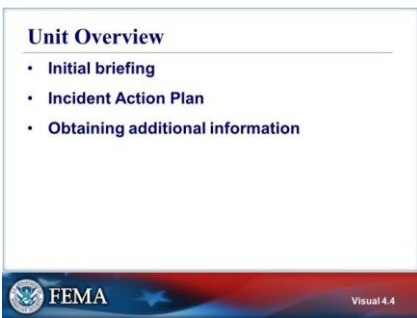 Unit Overview
• Initial briefing
• Incident Action Plan
• Obtaining additional information
FEMA
Visual 4.4